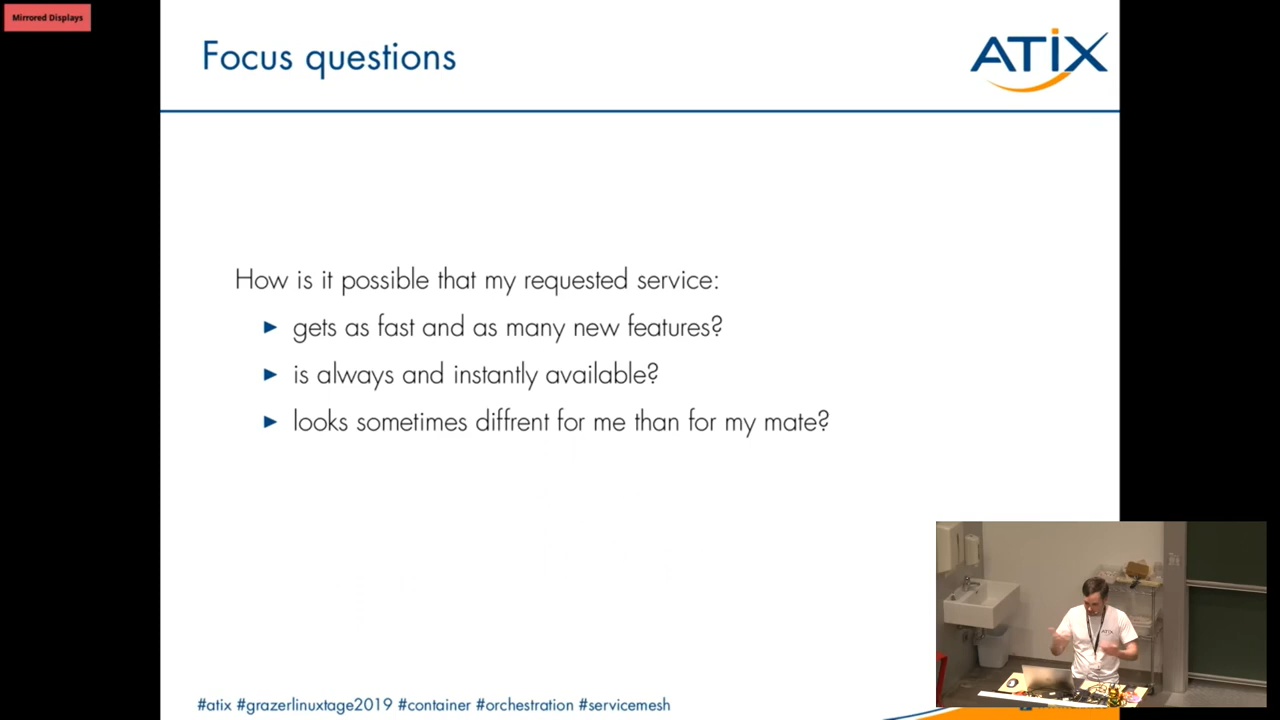 Mirrored Displays
Focus questions
ATIX
How is it possible that my requested service:
gets as fast and as many new features?
is always and instantly available?
looks sometimes diffrent for me than for my mate?
ATIX
#atix #grazerlinuxtage2019 #container #orchestration #servicemesh